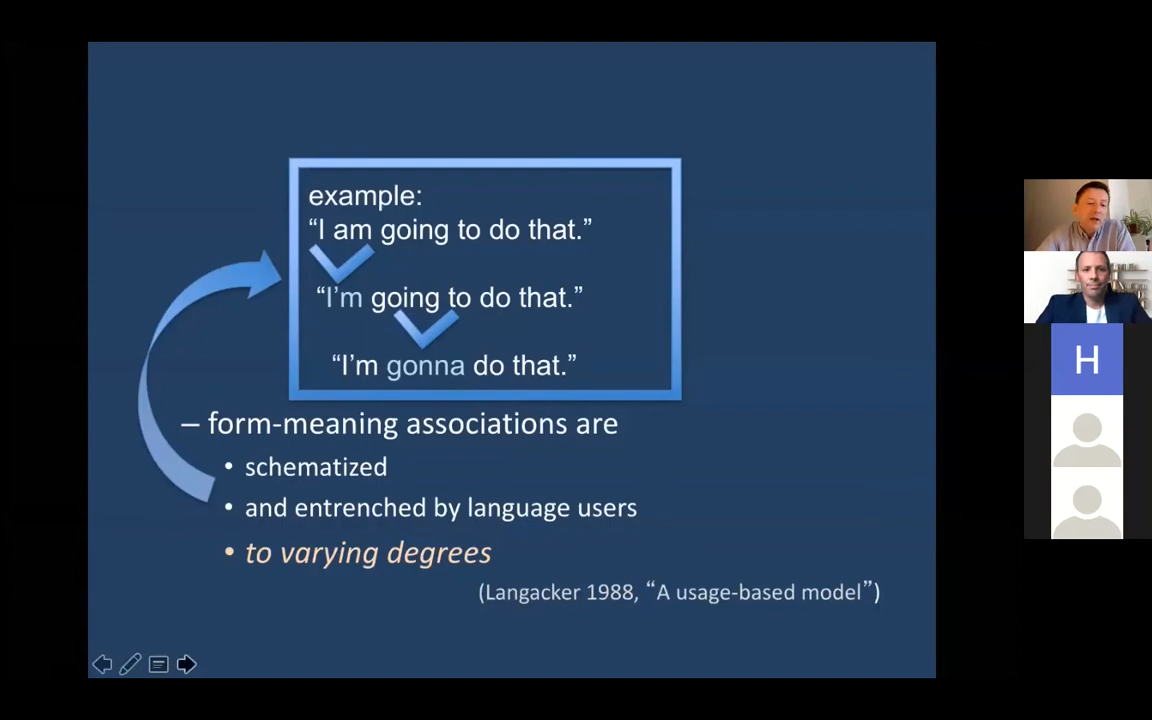 example:
“I am going to do that.”
“I’m going to do that.”
“I’m gonna do that.”
– form-meaning associations are
• schematized
• and entrenched by language users
• to varying degrees
(Langacker 1988, “A usage-based model”)
H